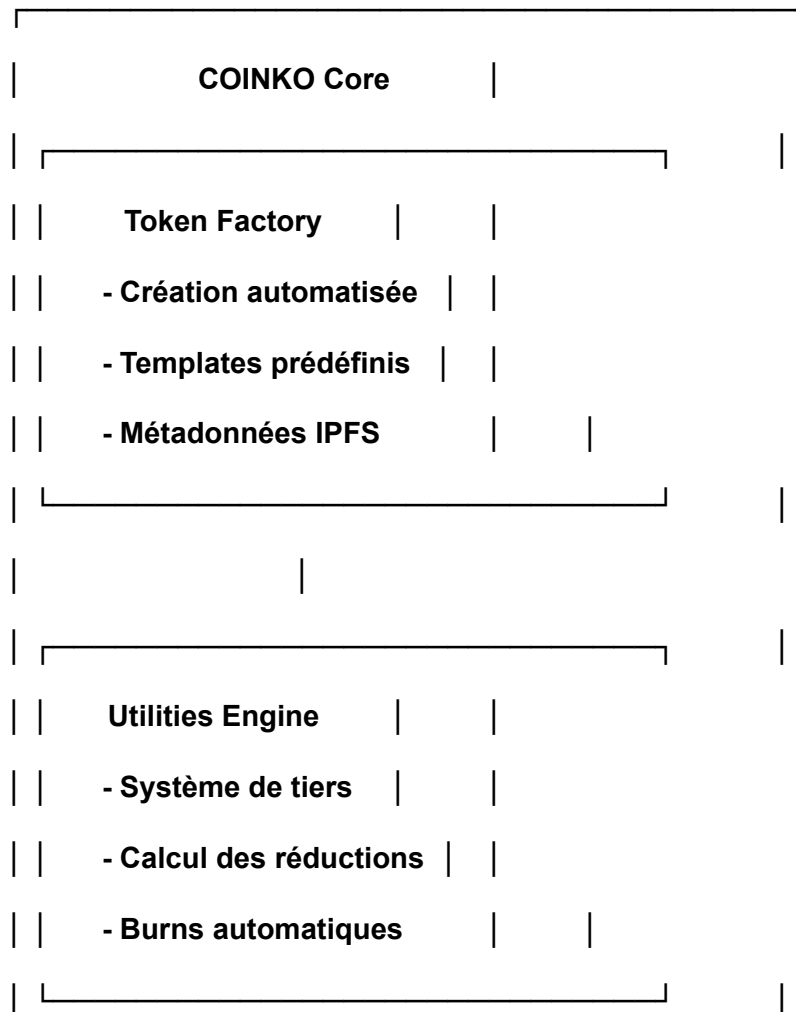 COINKO Core
Token Factory
- Création automatisée
- Templates prédéfinis
- Métadonnées IPFS
Utilities Engine
- Système de tiers
- Calcul des réductions
- Burns automatiques